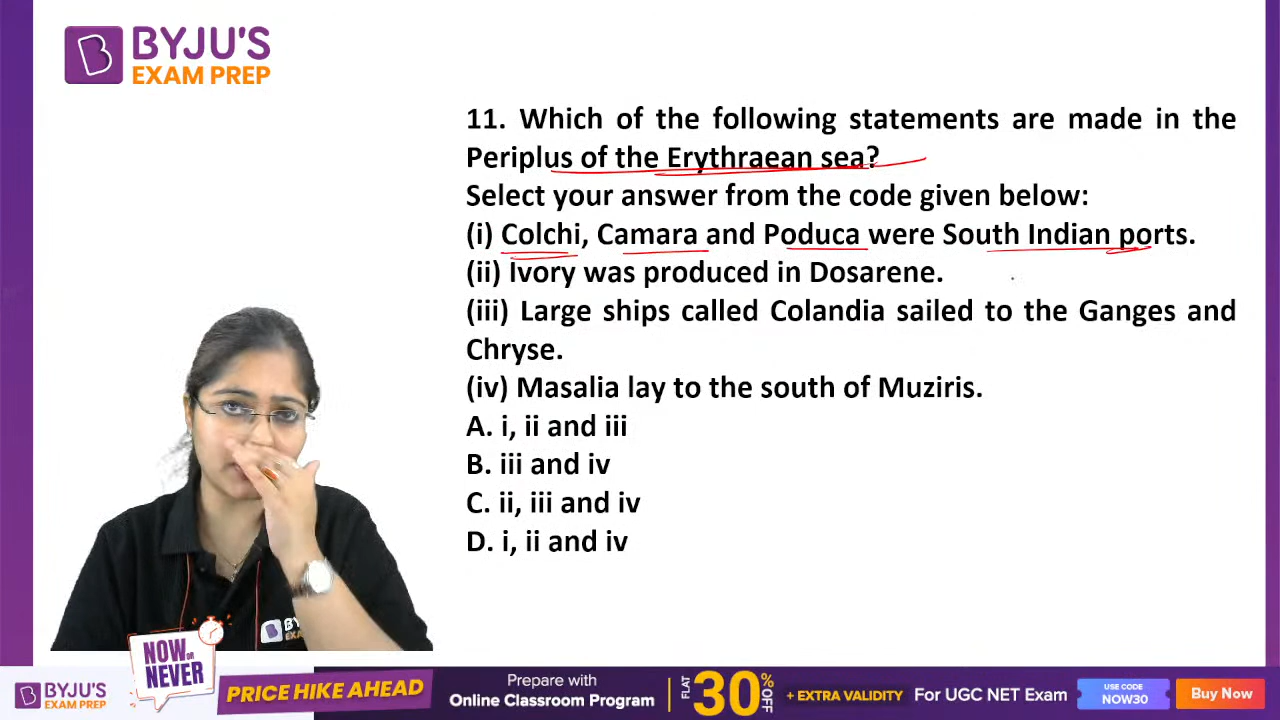 BYJU'S
EXAM PREP
11. Which of the following statements are made in the
Periplus of the Erythraean sea?
Select your answer from the code given below:
(i) Colchi, Camara and Poduca were South Indian ports.
(ii) Ivory was produced in Dosarene.
(iii) Large ships called Colandia sailed to the Ganges and
Chryse.
(iv) Masalia lay to the south of Muziris.
A. i, ii and iii
B. iii and iv
C. ii, iii and iv
D. i, ii and iv
BYJU'S
EXA
NOW OR
NEVER
BYJU'S
EXAM PREP
PRICE HIKE AHEAD
Prepare with
Online Classroom Program
FLAT
30% OFF
+ EXTRA VALIDITY
For UGC NET Exam
USE CODE
NOW30
Buy Now